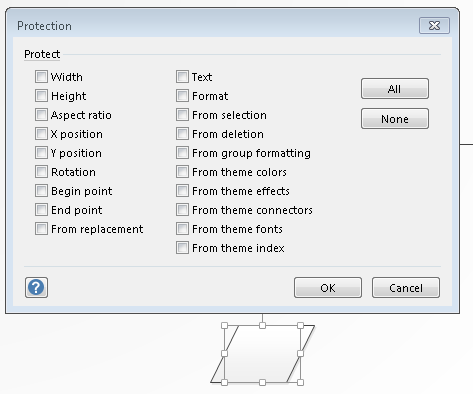 Protection
Protect
Width
Height
Aspect ratio
X position
Y position
Rotation
Begin point
End point
From replacement
Text
Format
From selection
From deletion
From group formatting
From theme colors
From theme effects
From theme connectors
From theme fonts
From theme index
All
None
?
OK
Cancel